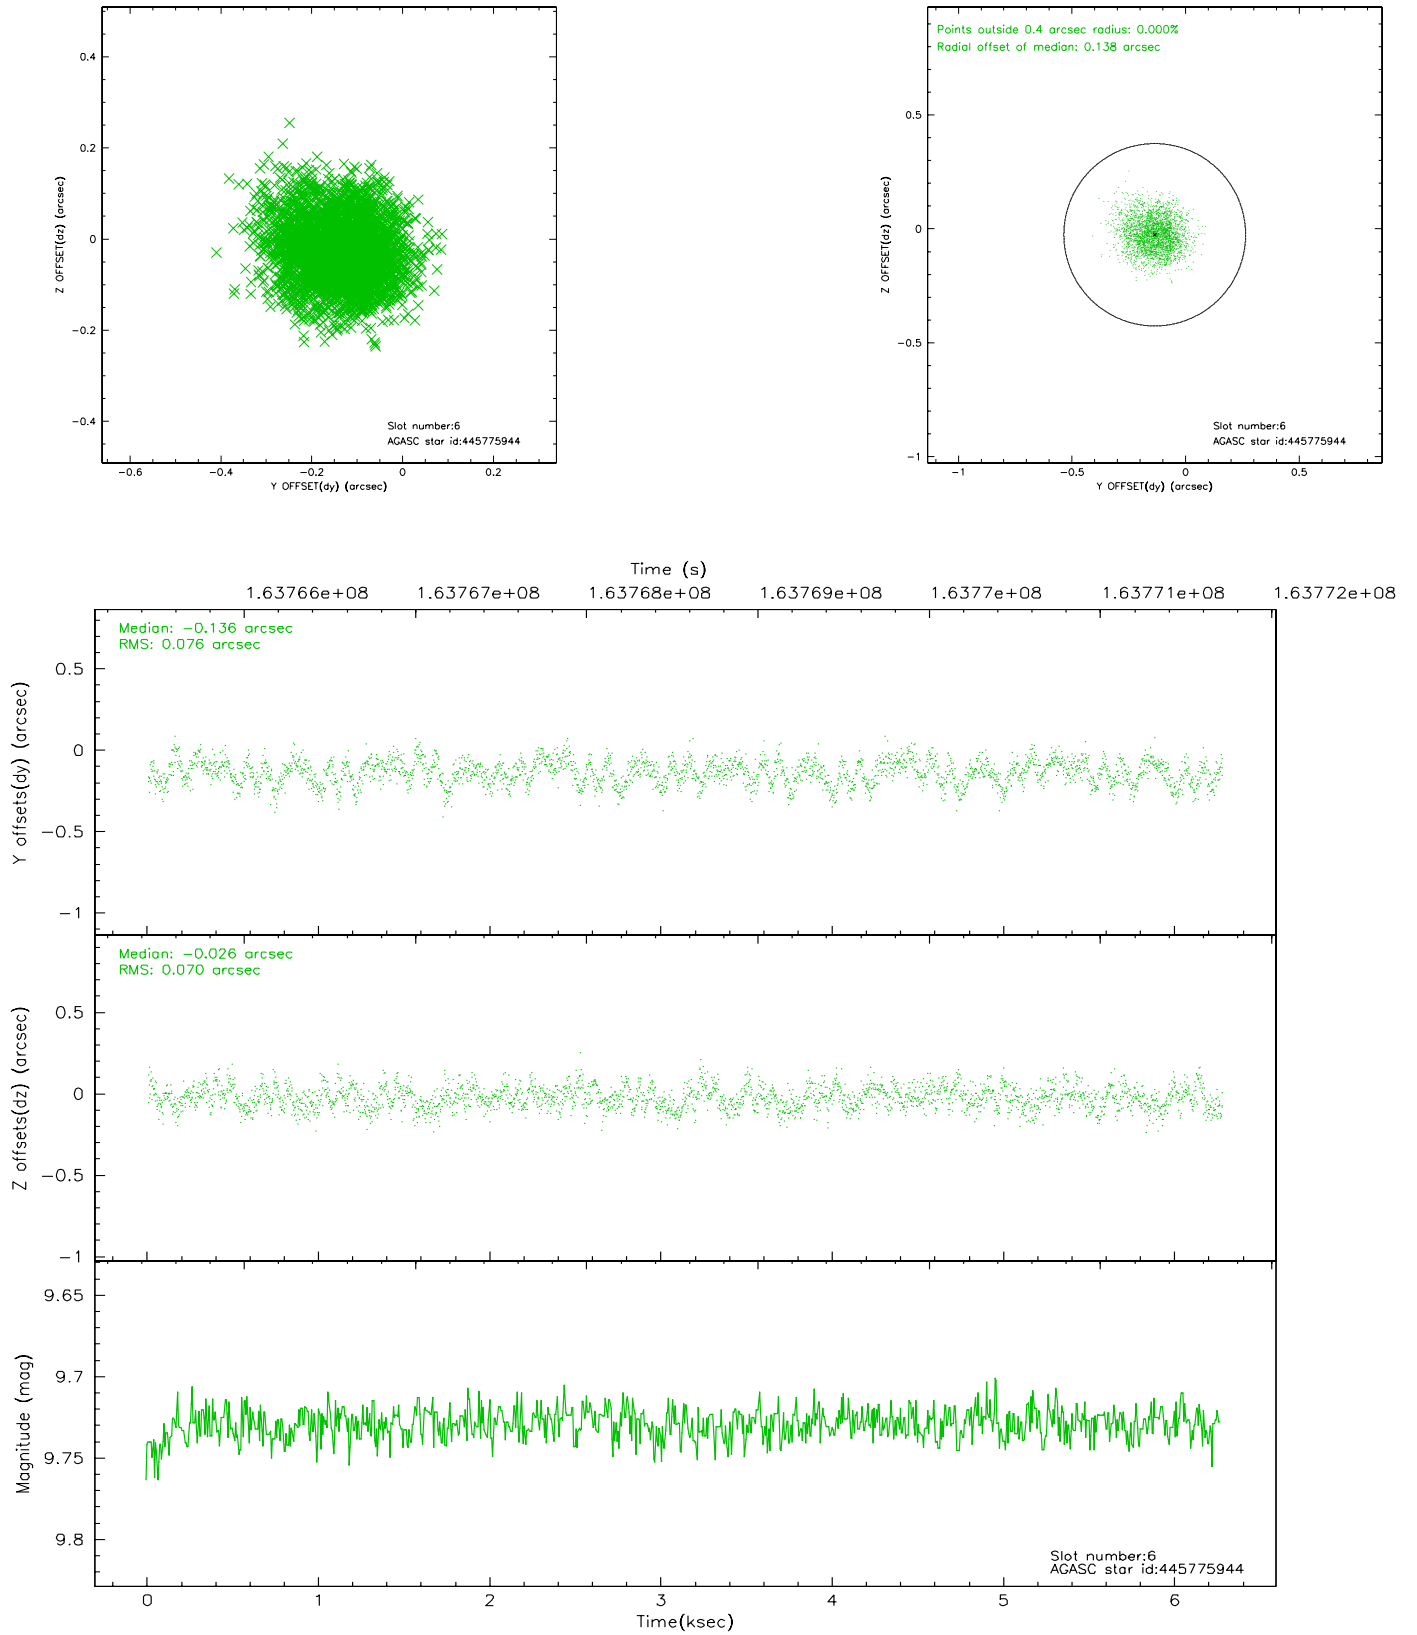 0.4
0.2
0
-0.2
-0.4
Z OFFSET(dz) (arcsec)
Slot number:6
AGASC star id:445775944
-0.6 -0.4 -0.2 0 0.2
Y OFFSET(dy) (arcsec)
Points outside 0.4 arcsec radius: 0.000%
Radial offset of median: 0.138 arcsec
0.5
0
-0.5
-1
Z OFFSET(dz) (arcsec)
Slot number:6
AGASC star id:445775944
-1 -0.5 0 0.5
Y OFFSET(dy) (arcsec)
Time (s)
1.63766e+08 1.63767e+08 1.63768e+08 1.63769e+08 1.6377e+08 1.63771e+08 1.63772e+08
Median: -0.136 arcsec
RMS: 0.076 arcsec
0.5
0
-0.5
-1
Y offsets(dy) (arcsec)
Median: -0.026 arcsec
RMS: 0.070 arcsec
0.5
0
-0.5
-1
Z offsets(dz) (arcsec)
9.65
9.7
9.75
9.8
Magnitude (mag)
Slot number:6
AGASC star id:445775944
0 1 2 3 4 5 6
Time(ksec)